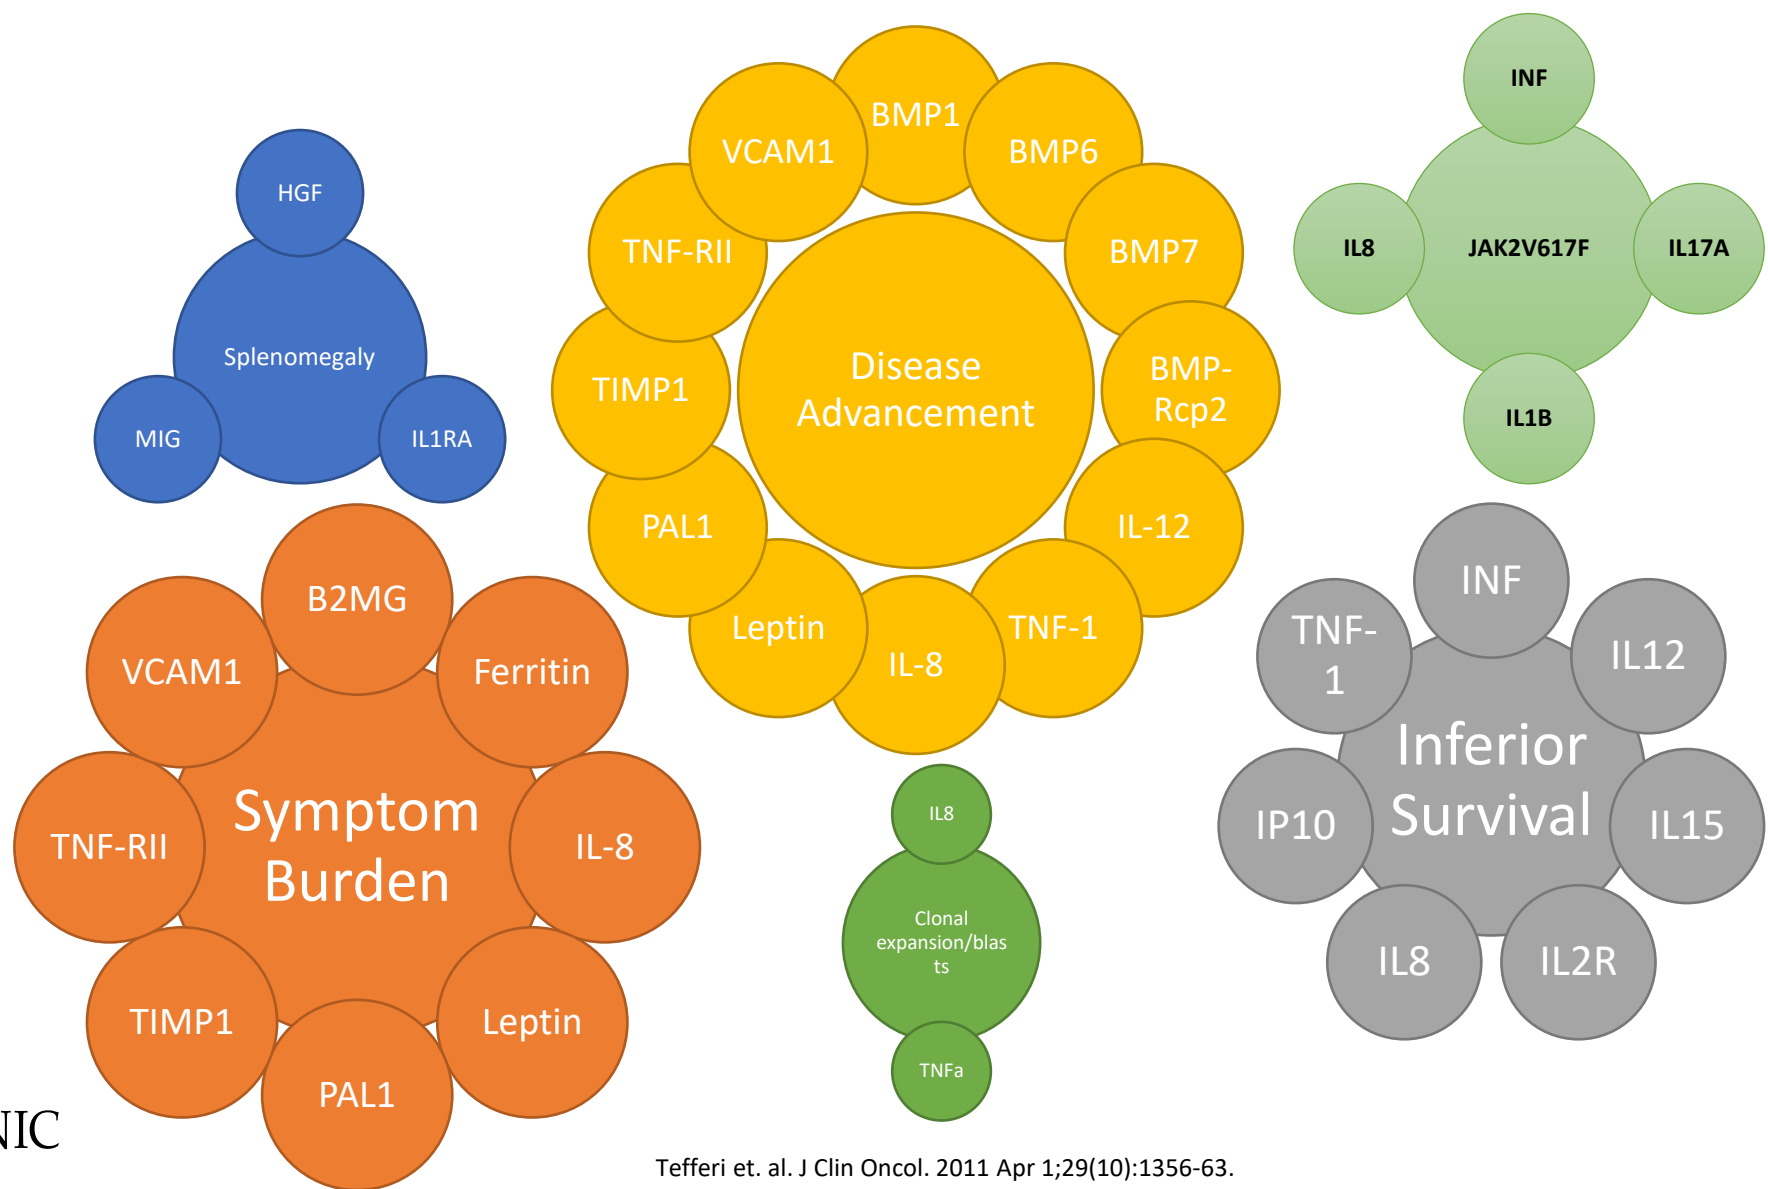 HGF
Splenomegaly
MIG
IL1RA
BMP1
BMP6
BMP7
BMP-
Rcp2
IL-12
TNF-1
IL-8
Leptin
PAL1
TIMP1
TNF-RII
VCAM1
Disease
Advancement
INF
IL8
JAK2V617F
IL17A
IL1B
B2MG
Ferritin
IL-8
Leptin
PAL1
TIMP1
TNF-RII
VCAM1
Symptom
Burden
IL8
Clonal
expansion/blas
ts
TNFa
INF
IL12
IL15
IL2R
IL8
IP10
TNF-
1
Inferior
Survival
NIC
Tefferi et. al. J Clin Oncol. 2011 Apr 1;29(10):1356-63.